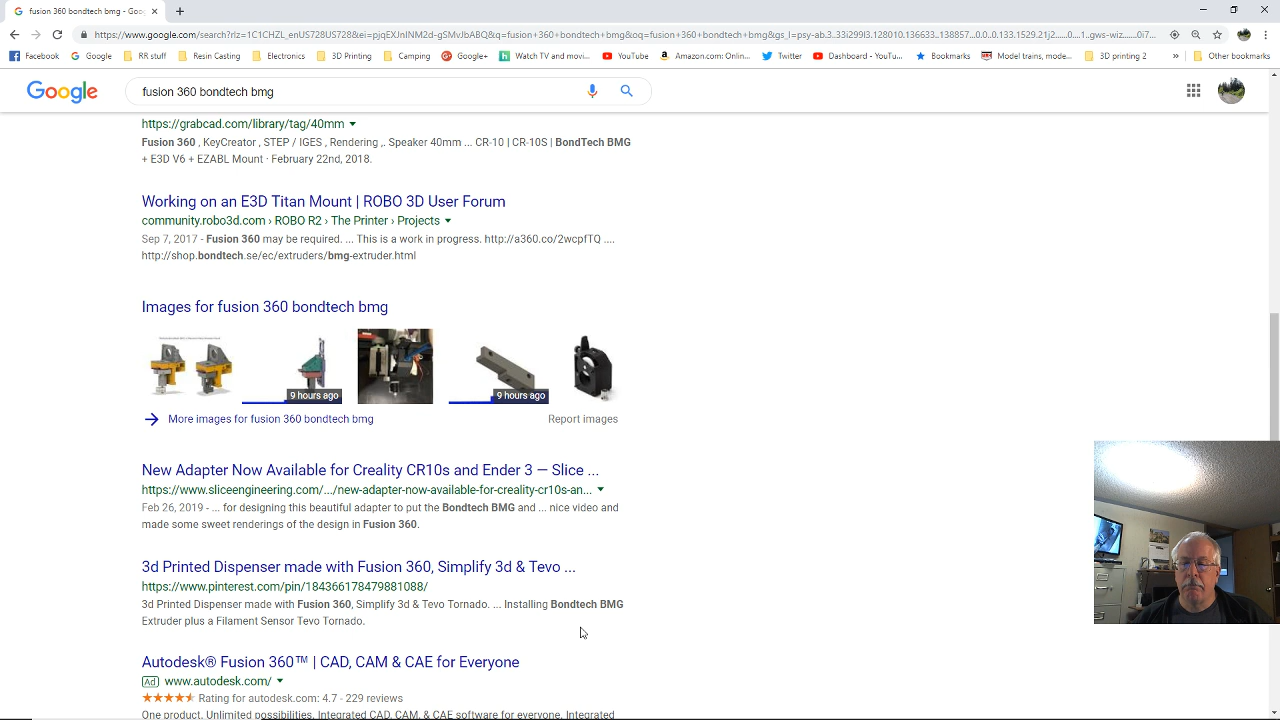 fusion 360 bondtech bmg - Goo
https://www.google.com/search?rlz=1C1CHZL_enUS728US728&ei=
Facebook Google RR stuff Resin Casting Electronics 3D Printing Campings Google+ Watch TV and movi... YouTube Amazon.com: Onlin... Twitter Dashboard - YouTu... Bookmarks Model trains, mode... 3D printing 2 » Other bookmarks
Google
fusion 360 bondtech bmg
https://grabcad.com/library/tag/40mm
Fusion 360 , KeyCreator , STEP / IGES , Rendering ,. Speaker 40mm ... CR-10 | CR-10S | BondTech BMG
+ E3D V6 + EZABL Mount · February 22nd, 2018.
Working on an E3D Titan Mount | ROBO 3D User Forum
community.robo3d.com › ROBO R2 › The Printer › Projects
Sep 7, 2017 - Fusion 360 may be required. ... This is a work in progress. http://a360.co/2wcpfTQ ....
http://shop.bondtech.se/ec/extruders/bmg-extruder.html
Images for fusion 360 bondtech bmg
9 hours ago 9 hours ago
More images for fusion 360 bondtech bmg Report images
New Adapter Now Available for Creality CR10s and Ender 3 — Slice ...
https://www.sliceengineering.com/.../new-adapter-now-available-for-creality-cr10s-an...
Feb 26, 2019 - ... for designing this beautiful adapter to put the Bondtech BMG and ... nice video and
made some sweet renderings of the design in Fusion 360.
3d Printed Dispenser made with Fusion 360, Simplify 3d & Tevo ...
https://www.pinterest.com/pin/184366178479881088/
3d Printed Dispenser made with Fusion 360, Simplify 3d & Tevo Tornado. ... Installing Bondtech BMG
Extruder plus a Filament Sensor Tevo Tornado.
Autodesk® Fusion 360™ | CAD, CAM & CAE for Everyone
Ad www.autodesk.com/
Rating for autodesk.com: 4.7 - 229 reviews
One product. Unlimited possibilities. Integrated CAD, CAM, & CAE software for everyone. Integrated